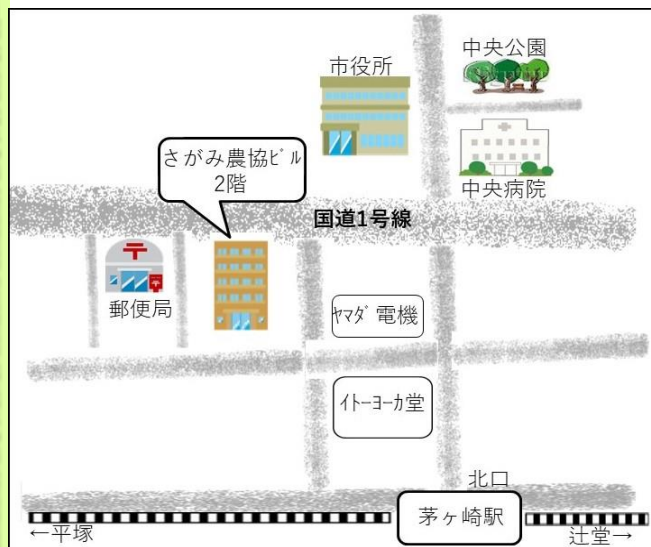 中央公園
市役所
さがみ農協ﾋﾞﾙ
2階
中央病院
国道1号線
郵便局
ﾔﾏﾀﾞ電機
ｲﾄｰﾖｰｶ堂
北口
茅ヶ崎駅
←平塚
辻堂→